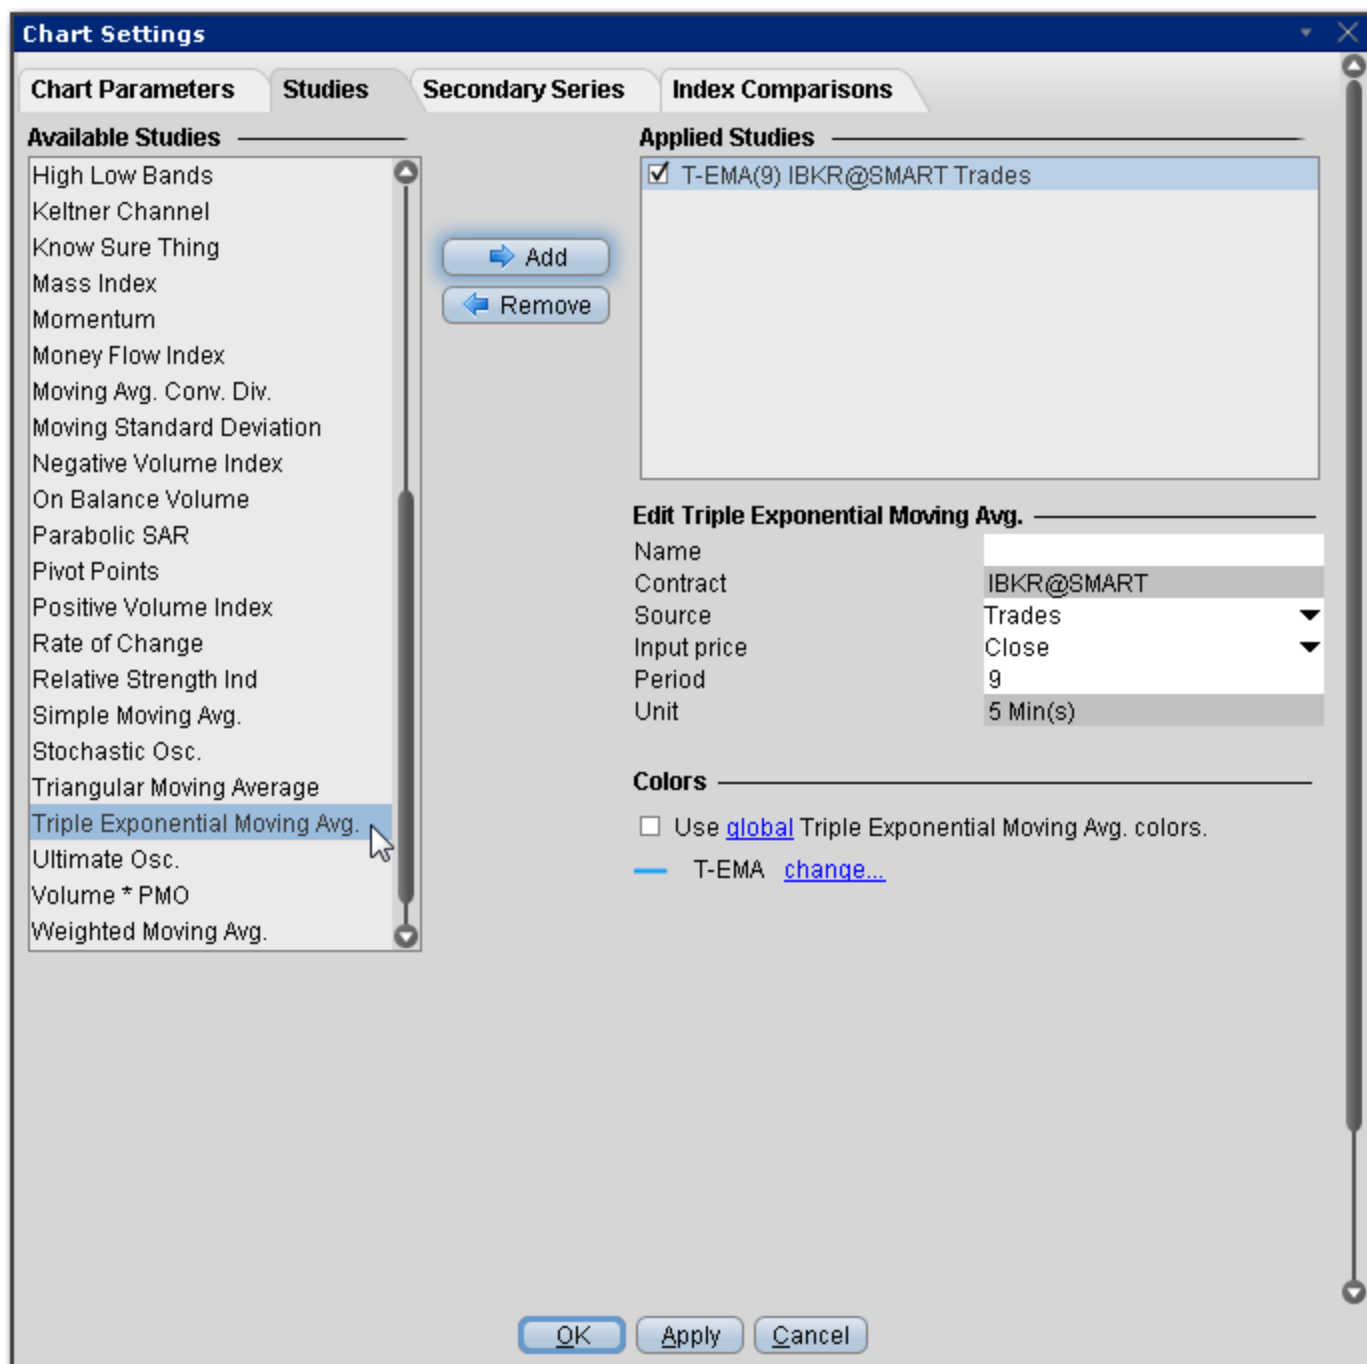 Chart Settings
Chart Parameters
Studies
Secondary Series
Index Comparisons
Available Studies
High Low Bands
Keltner Channel
Know Sure Thing
Mass Index
Momentum
Money Flow Index
Moving Avg. Conv. Div.
Moving Standard Deviation
Negative Volume Index
On Balance Volume
Parabolic SAR
Pivot Points
Positive Volume Index
Rate of Change
Relative Strength Ind
Simple Moving Avg.
Stochastic Osc.
Triangular Moving Average
Triple Exponential Moving Avg.
Ultimate Osc.
Volume * PMO
Weighted Moving Avg.
Add
Remove
Applied Studies
T-EMA(9) IBKR@SMART Trades
Edit Triple Exponential Moving Avg.
Name
Contract IBKR@SMART
Source Trades
Input price Close
Period 9
Unit 5 Min(s)
Colors
Use global Triple Exponential Moving Avg. colors.
T-EMA change...
OK
Apply
Cancel